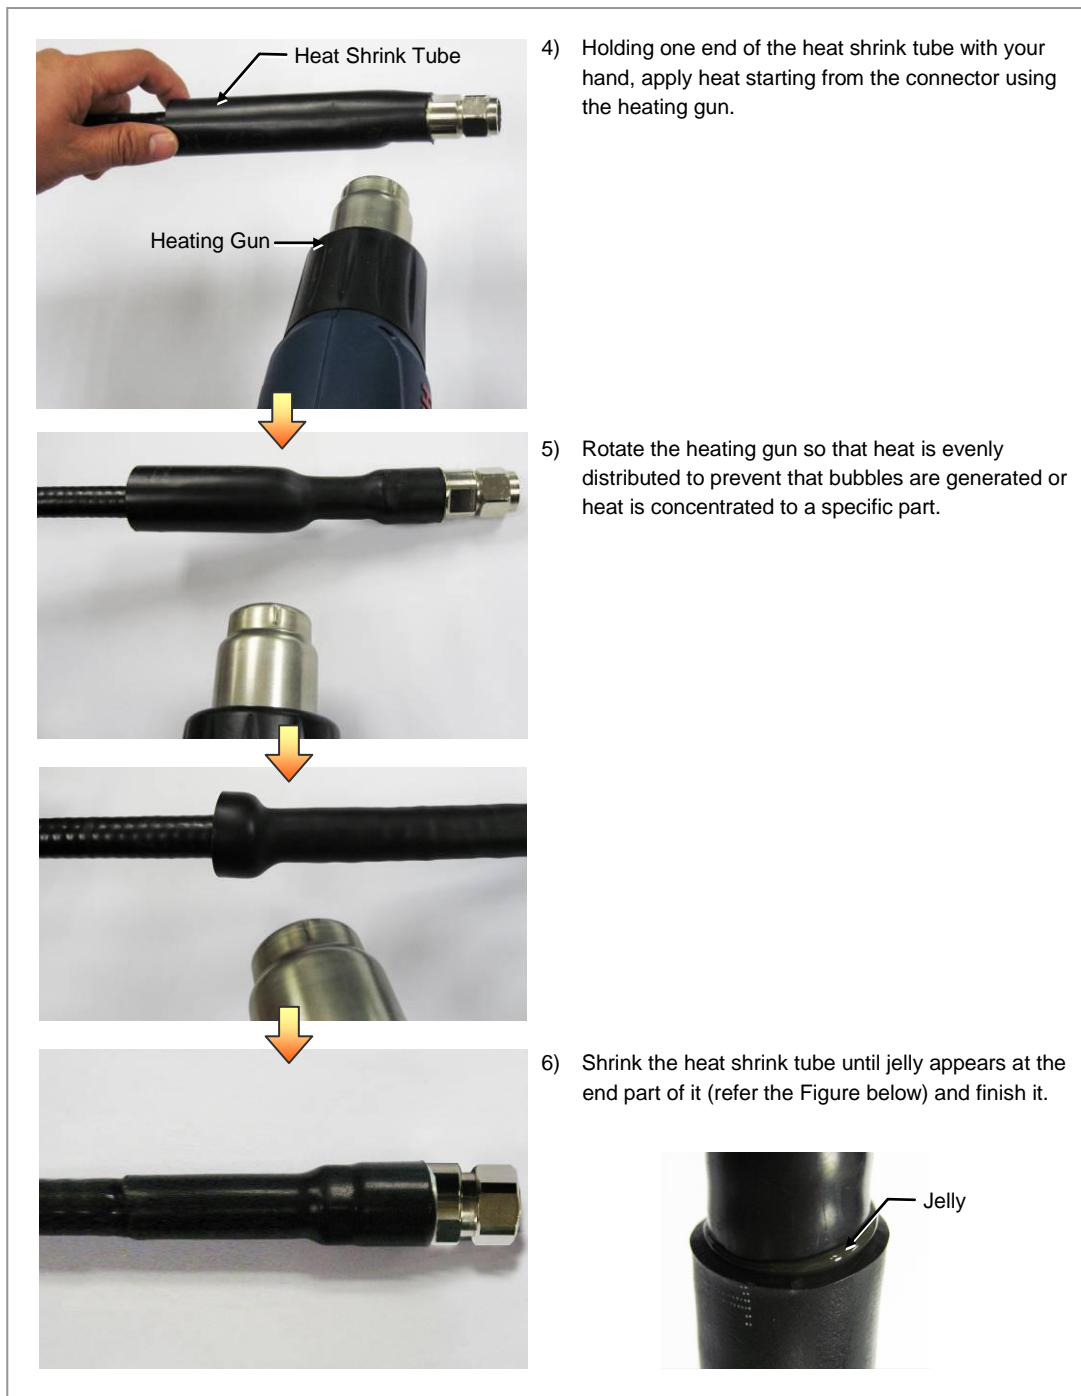 Heat Shrink Tube
Heating Gun
4) Holding one end of the heat shrink tube with your
hand, apply heat starting from the connector using
the heating gun.
5) Rotate the heating gun so that heat is evenly
distributed to prevent that bubbles are generated or
heat is concentrated to a specific part.
6) Shrink the heat shrink tube until jelly appears at the
end part of it (refer the Figure below) and finish it.
Jelly